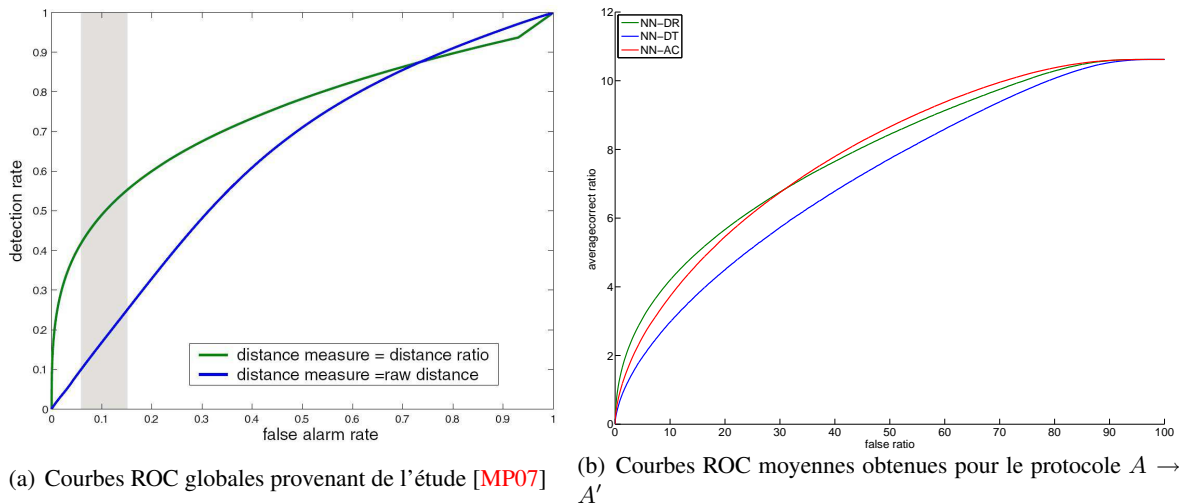 1
0.9
0.8
0.7
0.6
0.5
0.4
0.3
0.2
0.1
0
detection rate
distance measure = distance ratio
distance measure =raw distance
0 0.1 0.2 0.3 0.4 0.5 0.6 0.7 0.8 0.9 1
false alarm rate
(a) Courbes ROC globales provenant de l'étude [MP07]
12
10
8
6
4
2
0
averagecorrect ratio
NN-DR
NN-DT
NN-AC
0 10 20 30 40 50 60 70 80 90 100
false ratio
(b) Courbes ROC moyennes obtenues pour le protocole A →
A′